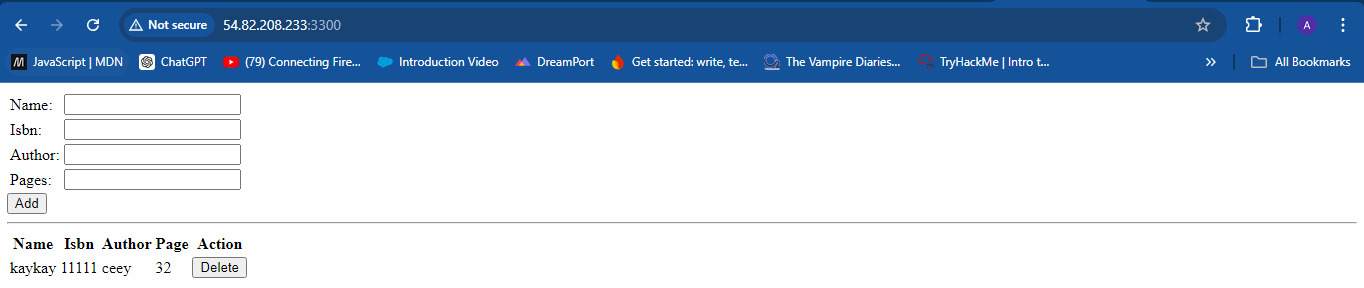 Not secure 54.82.208.233:3300 A
JavaScript | MDN ChatGPT (79) Connecting Fire... Introduction Video DreamPort Get started: write, te... The Vampire Diaries... TryHackMe | Intro t... » All Bookmarks
Name:
Isbn:
Author:
Pages:
Add
Name Isbn Author Page Action
kaykay 11111 ceey 32 Delete